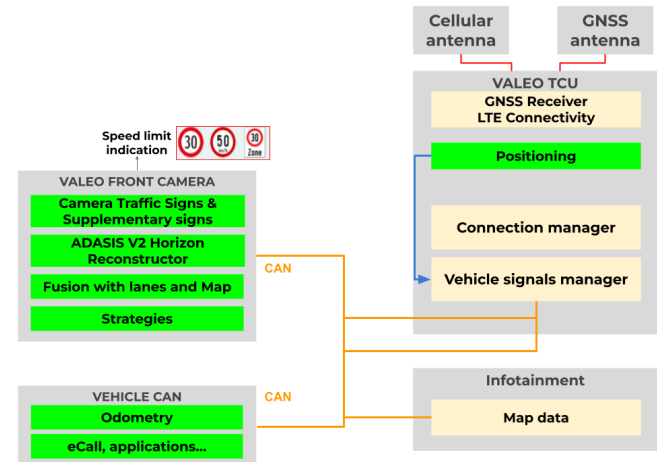 Cellular
antenna
GNSS
antenna
VALEO TCU
GNSS Receiver
LTE Connectivity
Positioning
Connection manager
Vehicle signals manager
Speed limit
indication
30
50
km/h
30
Zone
VALEO FRONT CAMERA
Camera Traffic Signs &
Supplementary signs
ADASIS V2 Horizon
Reconstructor
Fusion with lanes and Map
Strategies
CAN
VEHICLE CAN
Odometry
eCall, applications...
CAN
Infotainment
Map data